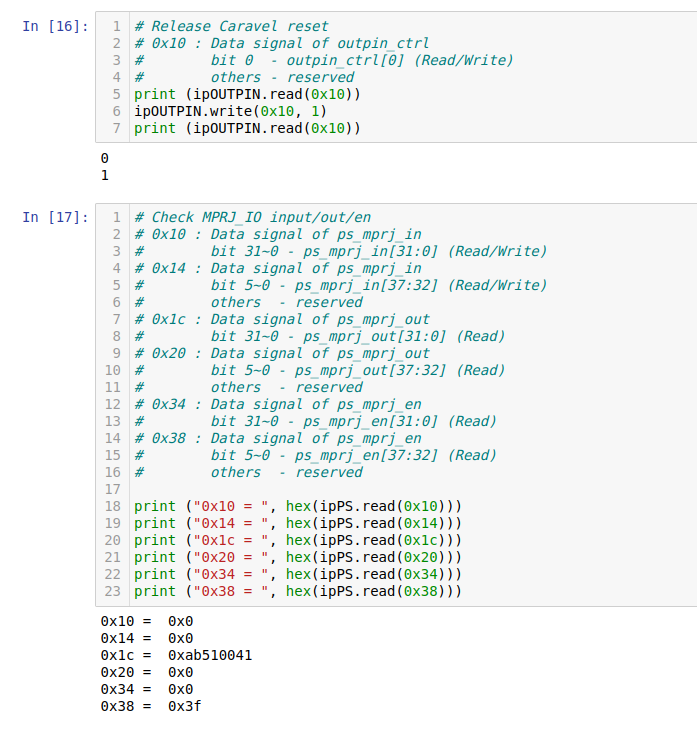 In [16]:
1 # Release Caravel reset
2 # 0x10 : Data signal of outpin_ctrl
3 #        bit 0  - outpin_ctrl[0] (Read/Write)
4 #        others - reserved
5 print (ipOUTPIN.read(0x10))
6 ipOUTPIN.write(0x10, 1)
7 print (ipOUTPIN.read(0x10))
0
1
In [17]:
1 # Check MPRJ_IO input/out/en
2 # 0x10 : Data signal of ps_mprj_in
3 #        bit 31~0 - ps_mprj_in[31:0] (Read/Write)
4 # 0x14 : Data signal of ps_mprj_in
5 #        bit 5~0 - ps_mprj_in[37:32] (Read/Write)
6 #        others  - reserved
7 # 0x1c : Data signal of ps_mprj_out
8 #        bit 31~0 - ps_mprj_out[31:0] (Read)
9 # 0x20 : Data signal of ps_mprj_out
10 #        bit 5~0 - ps_mprj_out[37:32] (Read)
11 #        others  - reserved
12 # 0x34 : Data signal of ps_mprj_en
13 #        bit 31~0 - ps_mprj_en[31:0] (Read)
14 # 0x38 : Data signal of ps_mprj_en
15 #        bit 5~0 - ps_mprj_en[37:32] (Read)
16 #        others  - reserved
17
18 print ("0x10 = ", hex(ipPS.read(0x10)))
19 print ("0x14 = ", hex(ipPS.read(0x14)))
20 print ("0x1c = ", hex(ipPS.read(0x1c)))
21 print ("0x20 = ", hex(ipPS.read(0x20)))
22 print ("0x34 = ", hex(ipPS.read(0x34)))
23 print ("0x38 = ", hex(ipPS.read(0x38)))
0x10 =  0x0
0x14 =  0x0
0x1c =  0xab510041
0x20 =  0x0
0x34 =  0x0
0x38 =  0x3f